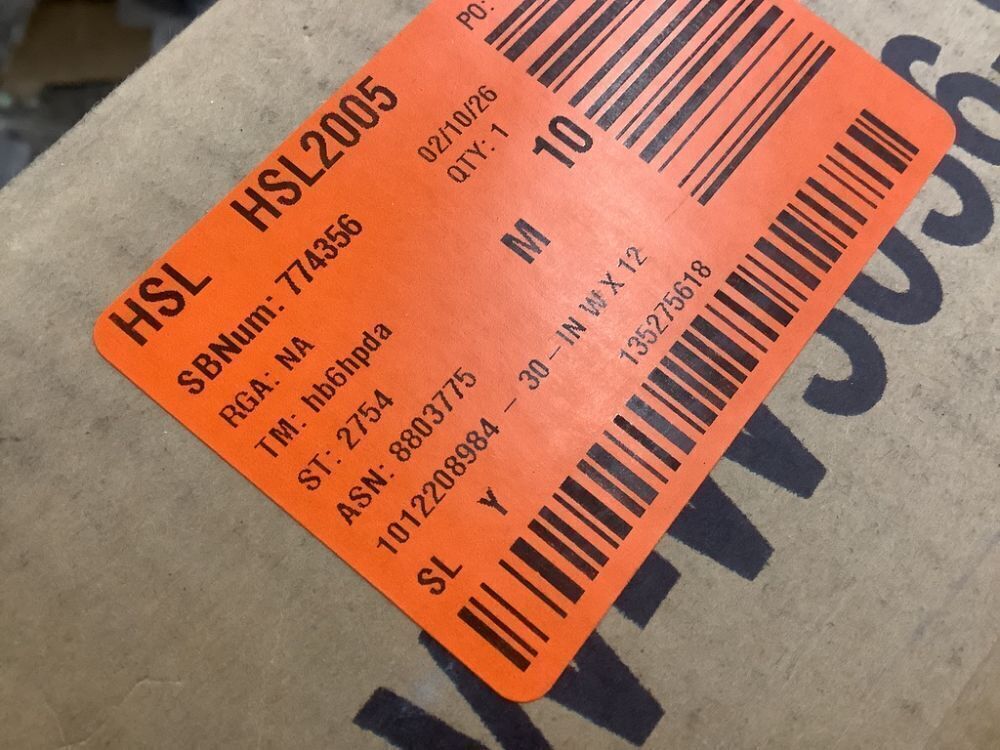 HSL HSL2005
PO:
SBNum: 774356 02/10/26
RGA: NA QTY: 1
TM: hb6hpda
ST: 2754 M 10
ASN: 8803775
1012208984 - 30-IN W X 12
SL Y 135275618